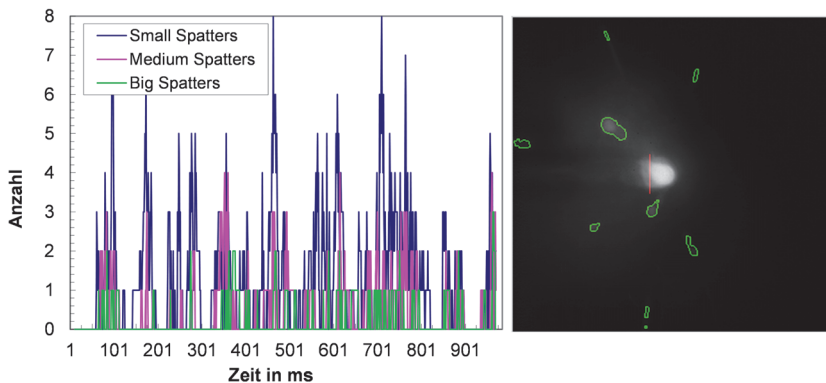 8
7
6
5
4
3
2
1
0
Anzahl
Small Spatters
Medium Spatters
Big Spatters
1 101 201 301 401 501 601 701 801 901
Zeit in ms